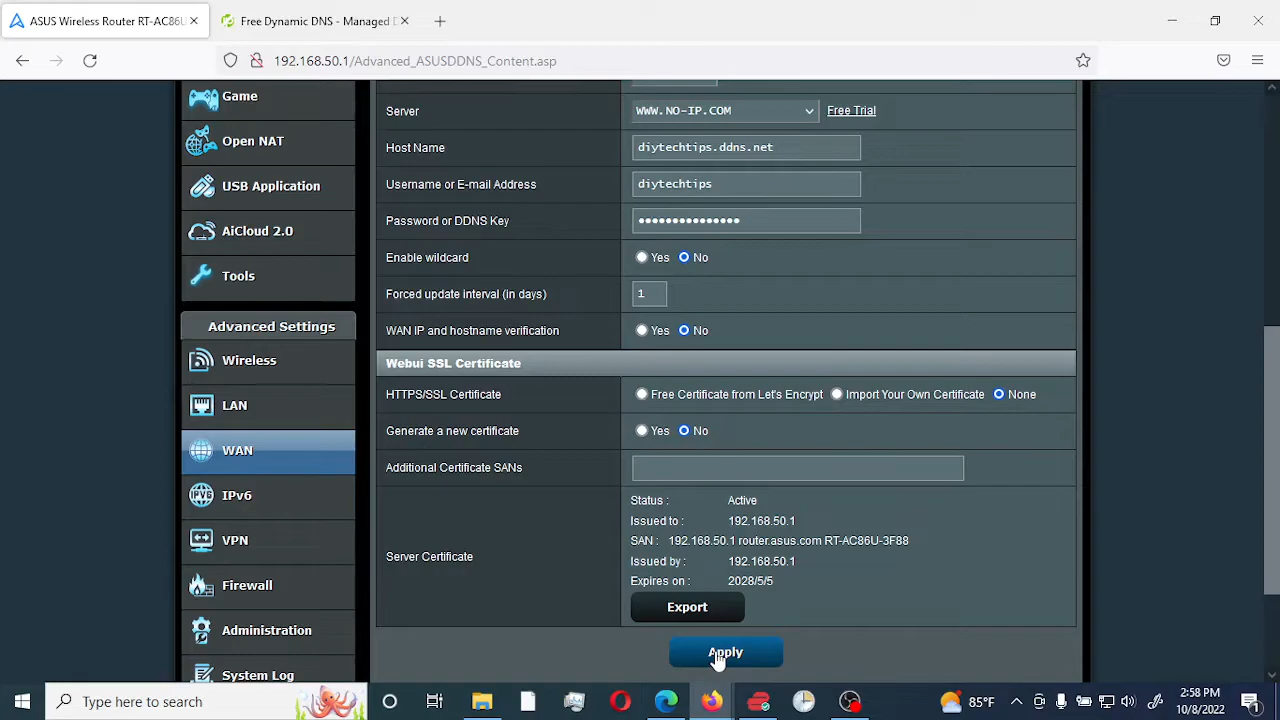 ASUS Wireless Router RT-AC86U
Free Dynamic DNS - Managed D
192.168.50.1/Advanced_ASUSDDNS_Content.asp
Game
Open NAT
USB Application
AiCloud 2.0
Tools
Advanced Settings
Wireless
LAN
WAN
IPv6
VPN
Firewall
Administration
System Log
Server WWW.NO-IP.COM Free Trial
Host Name diytechtips.ddns.net
Username or E-mail Address diytechtips
Password or DDNS Key •••••••••••••••
Enable wildcard Yes No
Forced update interval (in days) 1
WAN IP and hostname verification Yes No
Webui SSL Certificate
HTTPS/SSL Certificate Free Certificate from Let's Encrypt Import Your Own Certificate None
Generate a new certificate Yes No
Additional Certificate SANs
Server Certificate
Status : Active
Issued to : 192.168.50.1
SAN : 192.168.50.1 router.asus.com RT-AC86U-3F88
Issued by : 192.168.50.1
Expires on : 2028/5/5
Export
Apply
Type here to search
85°F
2:58 PM
10/8/2022
1